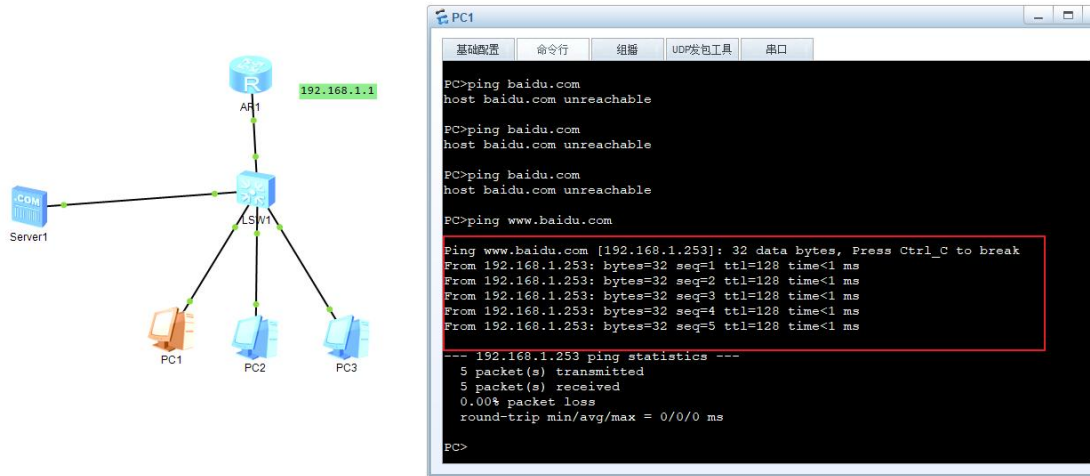 192.168.1.1
R
AR1
.COM
Server1
LSW1
PC1
PC2
PC3
PC1
基础配置 命令行 组播 UDP发包工具 串口
PC>ping baidu.com
host baidu.com unreachable
PC>ping baidu.com
host baidu.com unreachable
PC>ping baidu.com
host baidu.com unreachable
PC>ping www.baidu.com
Ping www.baidu.com [192.168.1.253]: 32 data bytes, Press Ctrl_C to break
From 192.168.1.253: bytes=32 seq=1 ttl=128 time<1 ms
From 192.168.1.253: bytes=32 seq=2 ttl=128 time<1 ms
From 192.168.1.253: bytes=32 seq=3 ttl=128 time<1 ms
From 192.168.1.253: bytes=32 seq=4 ttl=128 time<1 ms
From 192.168.1.253: bytes=32 seq=5 ttl=128 time<1 ms
--- 192.168.1.253 ping statistics ---
5 packet(s) transmitted
5 packet(s) received
0.00% packet loss
round-trip min/avg/max = 0/0/0 ms
PC>